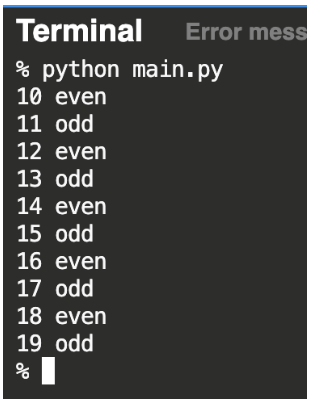 Terminal Error mess
% python main.py
10 even
11 odd
12 even
13 odd
14 even
15 odd
16 even
17 odd
18 even
19 odd
%